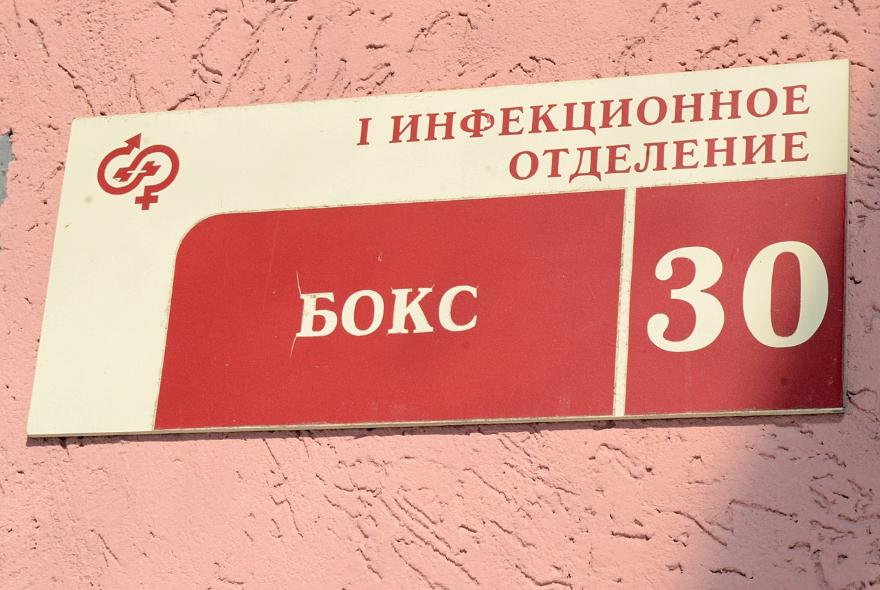 I ИНФЕКЦИОННОЕ
ОТДЕЛЕНИЕ
БОКС
30